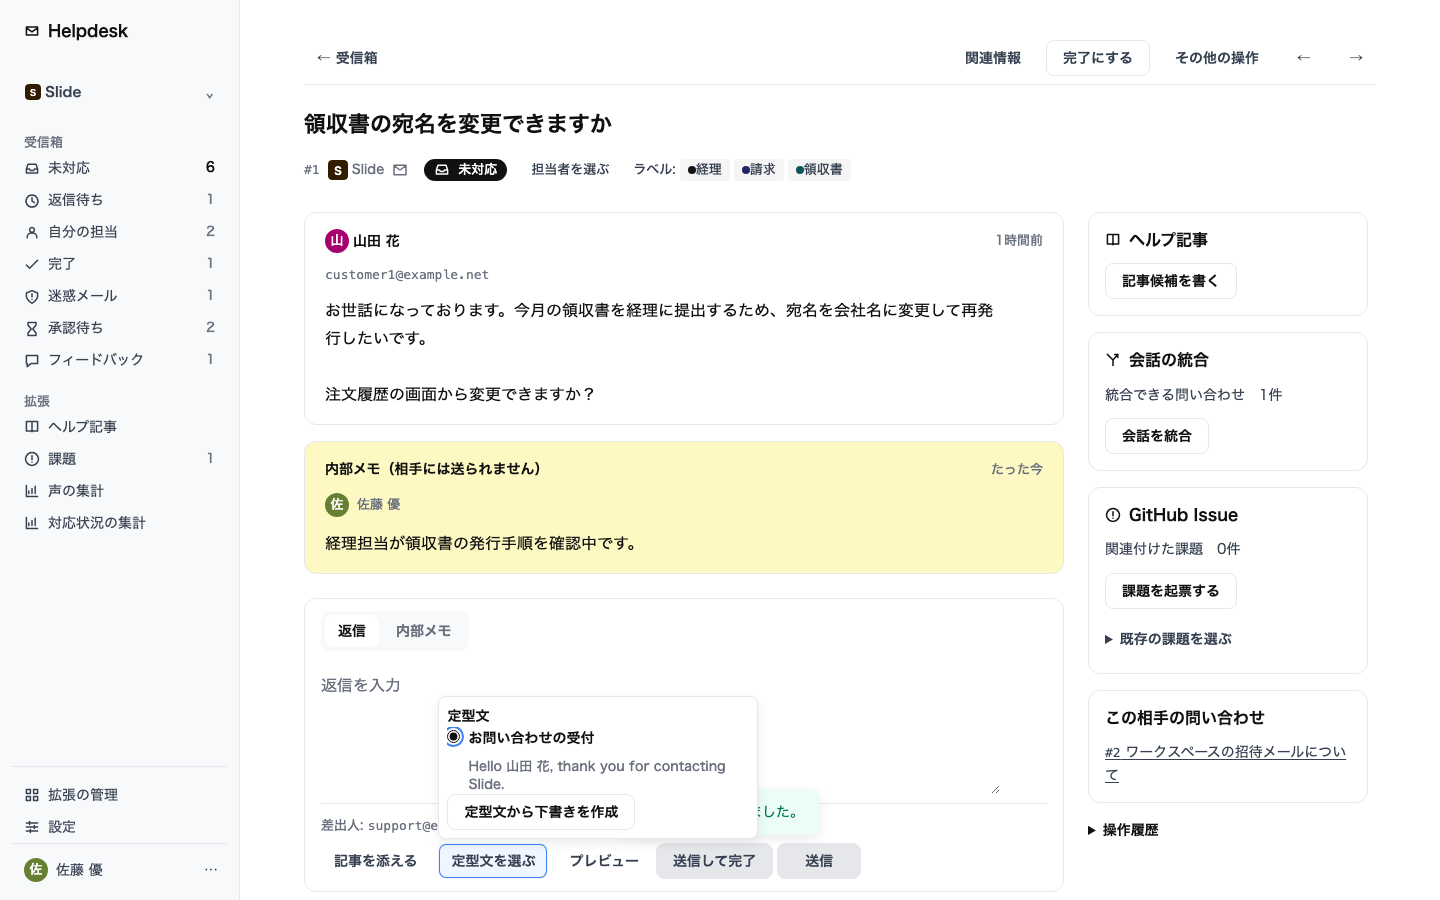 Helpdesk
S Slide
受信箱
未対応 6
返信待ち 1
自分の担当 2
完了 1
迷惑メール 1
承認待ち 2
フィードバック 1
拡張
ヘルプ記事
課題 1
声の集計
対応状況の集計
拡張の管理
設定
佐 佐藤 優 ...
← 受信箱
関連情報 完了にする その他の操作 ← →
領収書の宛名を変更できますか
#1 S Slide 未対応 担当者を選ぶ ラベル: 経理 請求 領収書
山 山田 花 1時間前
customer1@example.net
お世話になっております。今月の領収書を経理に提出するため、宛名を会社名に変更して再発
行したいです。
注文履歴の画面から変更できますか？
内部メモ（相手には送られません） たった今
佐 佐藤 優
経理担当が領収書の発行手順を確認中です。
返信 内部メモ
返信を入力
定型文
お問い合わせの受付
Hello 山田 花, thank you for contacting
Slide.
定型文から下書きを作成
ました。
差出人: support@e
記事を添える 定型文を選ぶ プレビュー 送信して完了 送信
ヘルプ記事
記事候補を書く
会話の統合
統合できる問い合わせ 1件
会話を統合
GitHub Issue
関連付けた課題 0件
課題を起票する
▶ 既存の課題を選ぶ
この相手の問い合わせ
#2 ワークスペースの招待メールについ
て
▶ 操作履歴